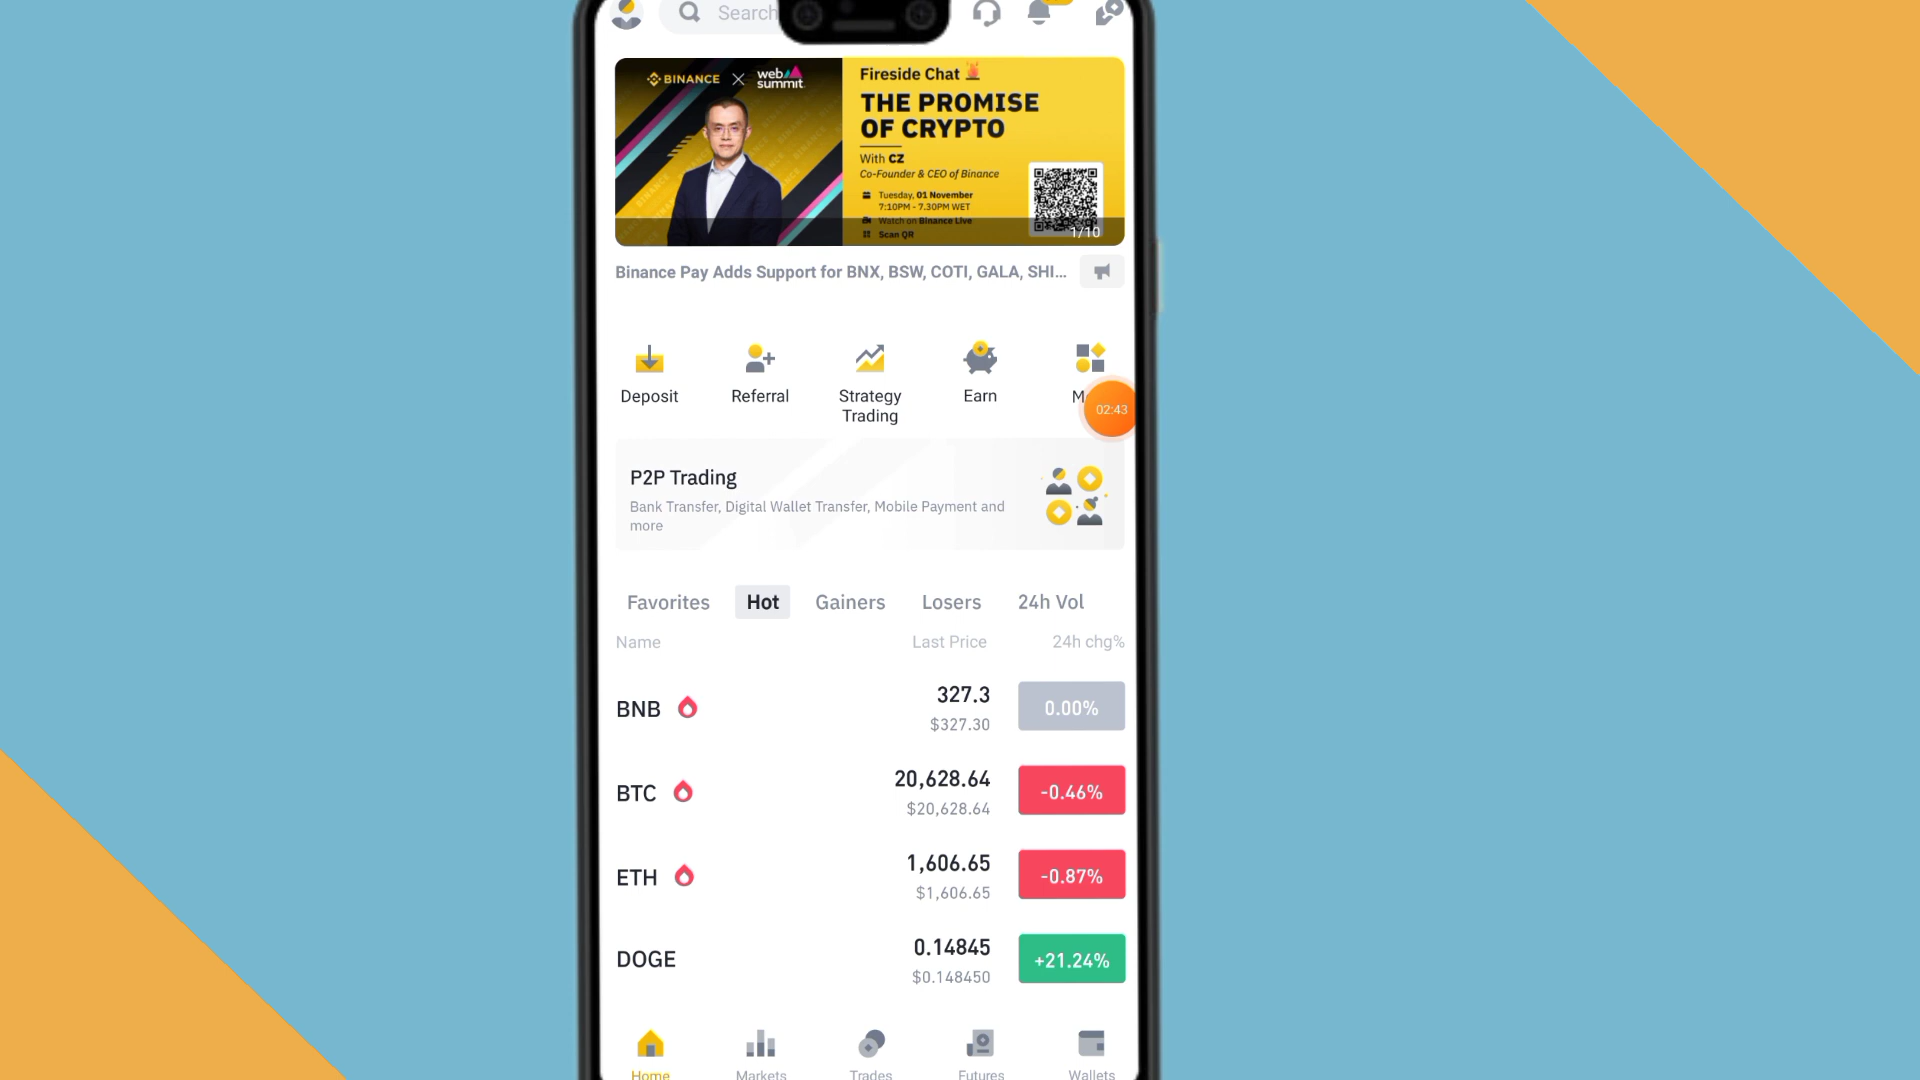 Search
BINANCE X web summit
Fireside Chat
THE PROMISE
OF CRYPTO
With CZ
Co-Founder & CEO of Binance
Tuesday, 01 November
7:10PM - 7.30PM WET
Watch on Binance Live
Scan QR
1/10
Binance Pay Adds Support for BNX, BSW, COTI, GALA, SHI...
Deposit
Referral
Strategy
Trading
Earn
02:43
P2P Trading
Bank Transfer, Digital Wallet Transfer, Mobile Payment and
more
Favorites Hot Gainers Losers 24h Vol
Name Last Price 24h chg%
BNB 327.3 0.00%
$327.30
BTC 20,628.64 -0.46%
$20,628.64
ETH 1,606.65 -0.87%
$1,606.65
DOGE 0.14845 +21.24%
$0.148450
Home Markets Trades Futures Wallets